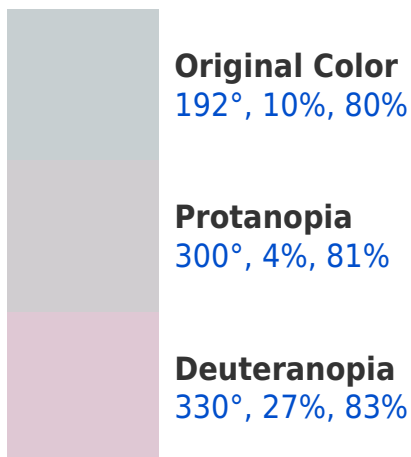 Original Color
192°, 10%, 80%
Protanopia
300°, 4%, 81%
Deuteranopia
330°, 27%, 83%